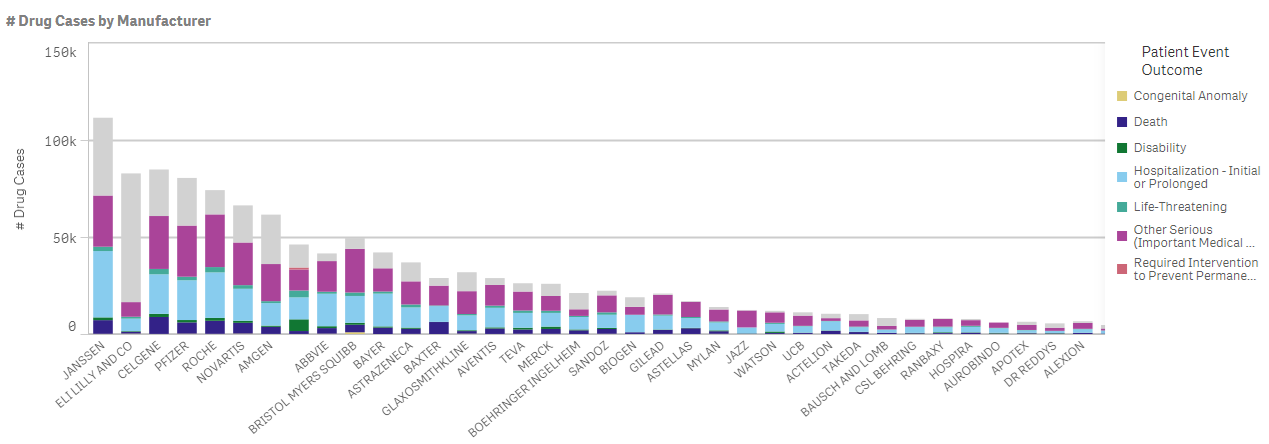 # Drug Cases by Manufacturer
150k
100k
50k
0
# Drug Cases
JANSSEN
ELI LILLY AND CO
CELGENE
PFIZER
ROCHE
NOVARTIS
AMGEN
ABBVIE
BRISTOL MYERS SQUIBB
BAYER
ASTRAZENECA
BAXTER
GLAXOSMITHKLINE
AVENTIS
TEVA
MERCK
BOEHRINGER INGELHEIM
SANDOZ
BIOGEN
GILEAD
ASTELLAS
MYLAN
JAZZ
WATSON
UCB
ACTELION
TAKEDA
BAUSCH AND LOMB
CSL BEHRING
RANBAXY
HOSPIRA
AUROBINDO
APOTEX
DR REDDYS
ALEXION
Patient Event
Outcome
Congenital Anomaly
Death
Disability
Hospitalization - Initial
or Prolonged
Life-Threatening
Other Serious
(Important Medical ...
Required Intervention
to Prevent Permane...